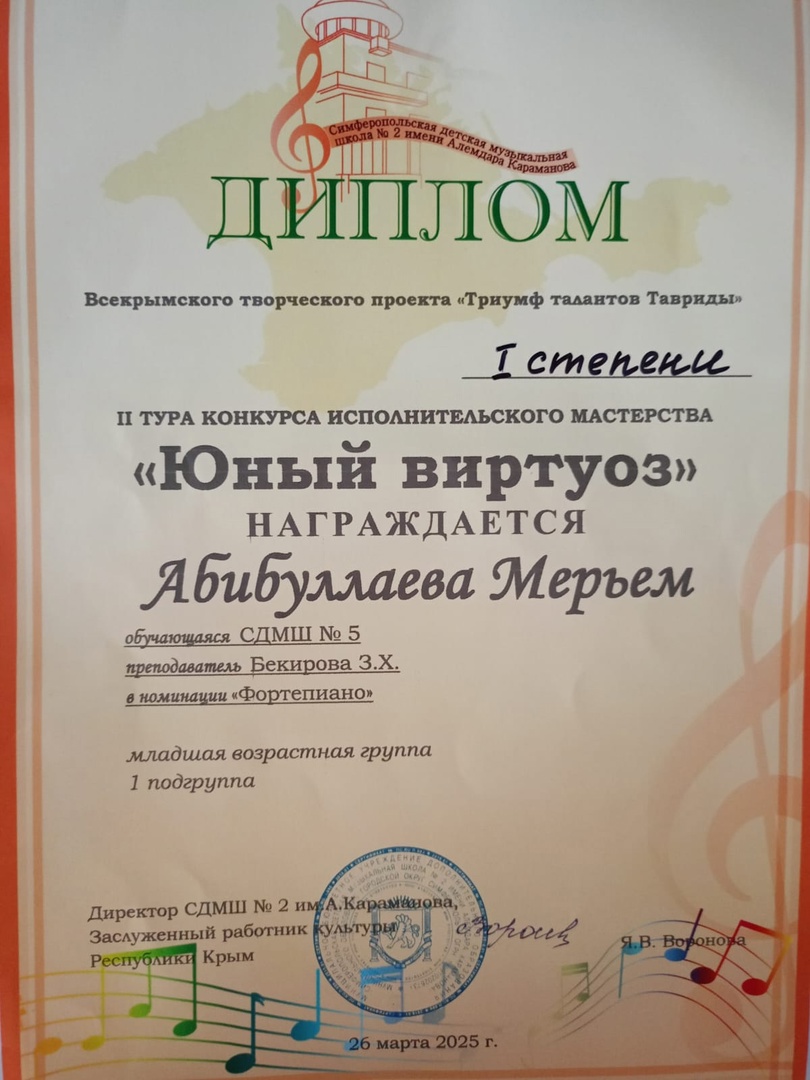 Симферопольская детская музыкальная
школа № 2 имени Алемдара Караманова
ДИПЛОМ
Всекрымского творческого проекта «Триумф талантов Тавриды»
I степени
II ТУРА КОНКУРСА ИСПОЛНИТЕЛЬСКОГО МАСТЕРСТВА
«Юный виртуоз»
НАГРАЖДАЕТСЯ
Абибуллаева Мерьем
обучающаяся СДМШ № 5
преподаватель Бекирова З.Х.
в номинации «Фортепиано»
младшая возрастная группа
1 подгруппа
Директор СДМШ № 2 им.А.Караманова,
Заслуженный работник культуры
Республики Крым
Я.В. Воронова
26 марта 2025 г.